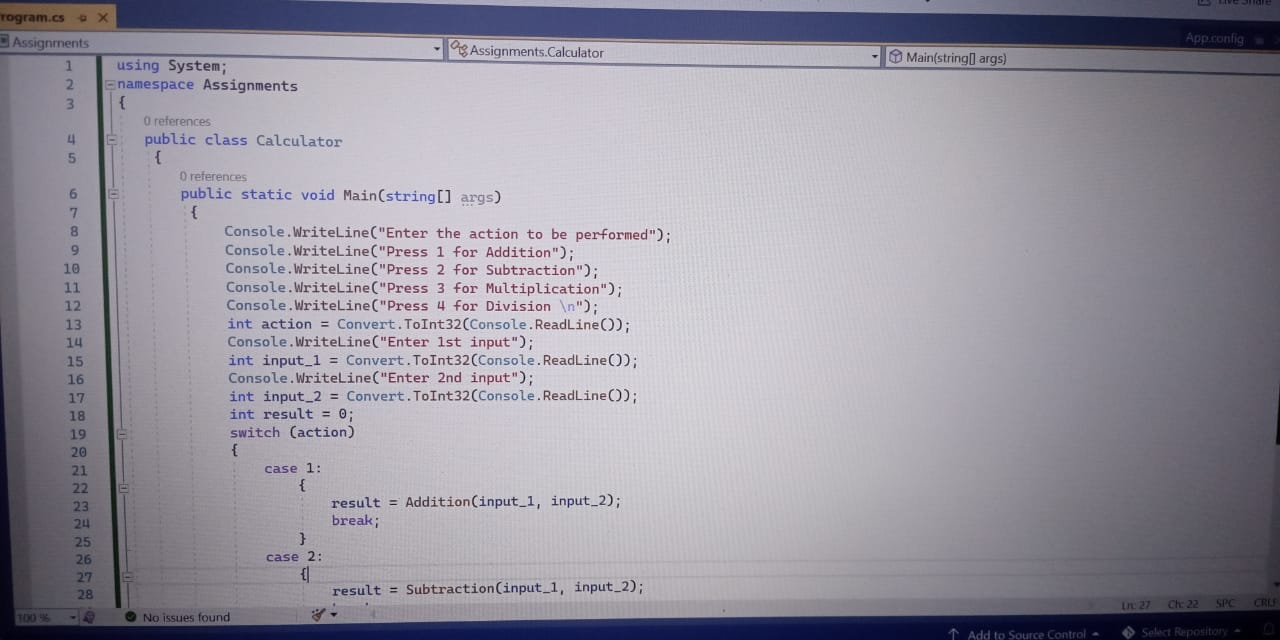 Live Share
rogram.cs
App.config
Assignments
Assignments.Calculator
Main(string[] args)
1 using System;
2 namespace Assignments
3 {
0 references
4 public class Calculator
5 {
0 references
6 public static void Main(string[] args)
7 {
8 Console.WriteLine("Enter the action to be performed");
9 Console.WriteLine("Press 1 for Addition");
10 Console.WriteLine("Press 2 for Subtraction");
11 Console.WriteLine("Press 3 for Multiplication");
12 Console.WriteLine("Press 4 for Division \n");
13 int action = Convert.ToInt32(Console.ReadLine());
14 Console.WriteLine("Enter 1st input");
15 int input_1 = Convert.ToInt32(Console.ReadLine());
16 Console.WriteLine("Enter 2nd input");
17 int input_2 = Convert.ToInt32(Console.ReadLine());
18 int result = 0;
19 switch (action)
20 {
21 case 1:
22 {
23 result = Addition(input_1, input_2);
24 break;
25 }
26 case 2:
27 {
28 result = Subtraction(input_1, input_2);
100 %
No issues found
Ln: 27 Ch: 22 SPC CRLF
Add to Source Control
Select Repository